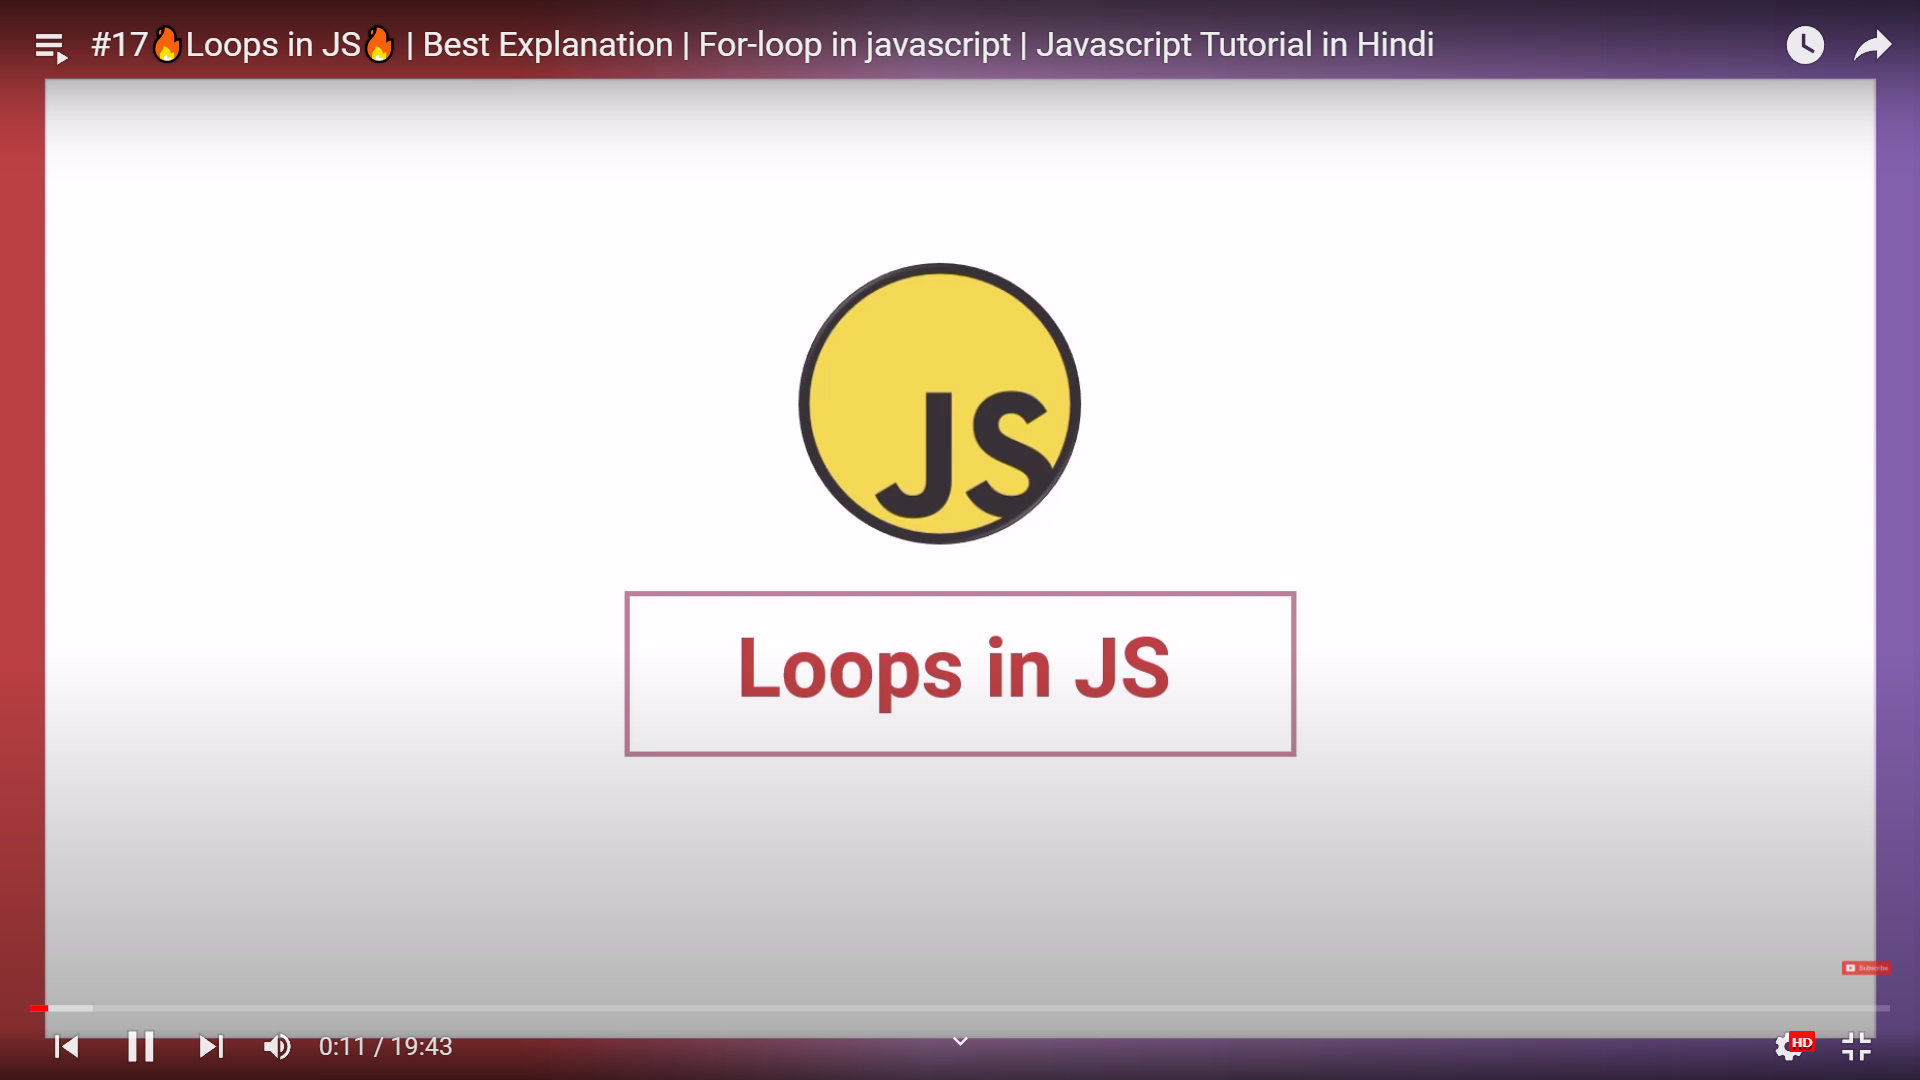 #17🔥Loops in JS🔥 | Best Explanation | For-loop in javascript | Javascript Tutorial in Hindi
JS
Loops in JS
Subscribe
0:11 / 19:43
HD